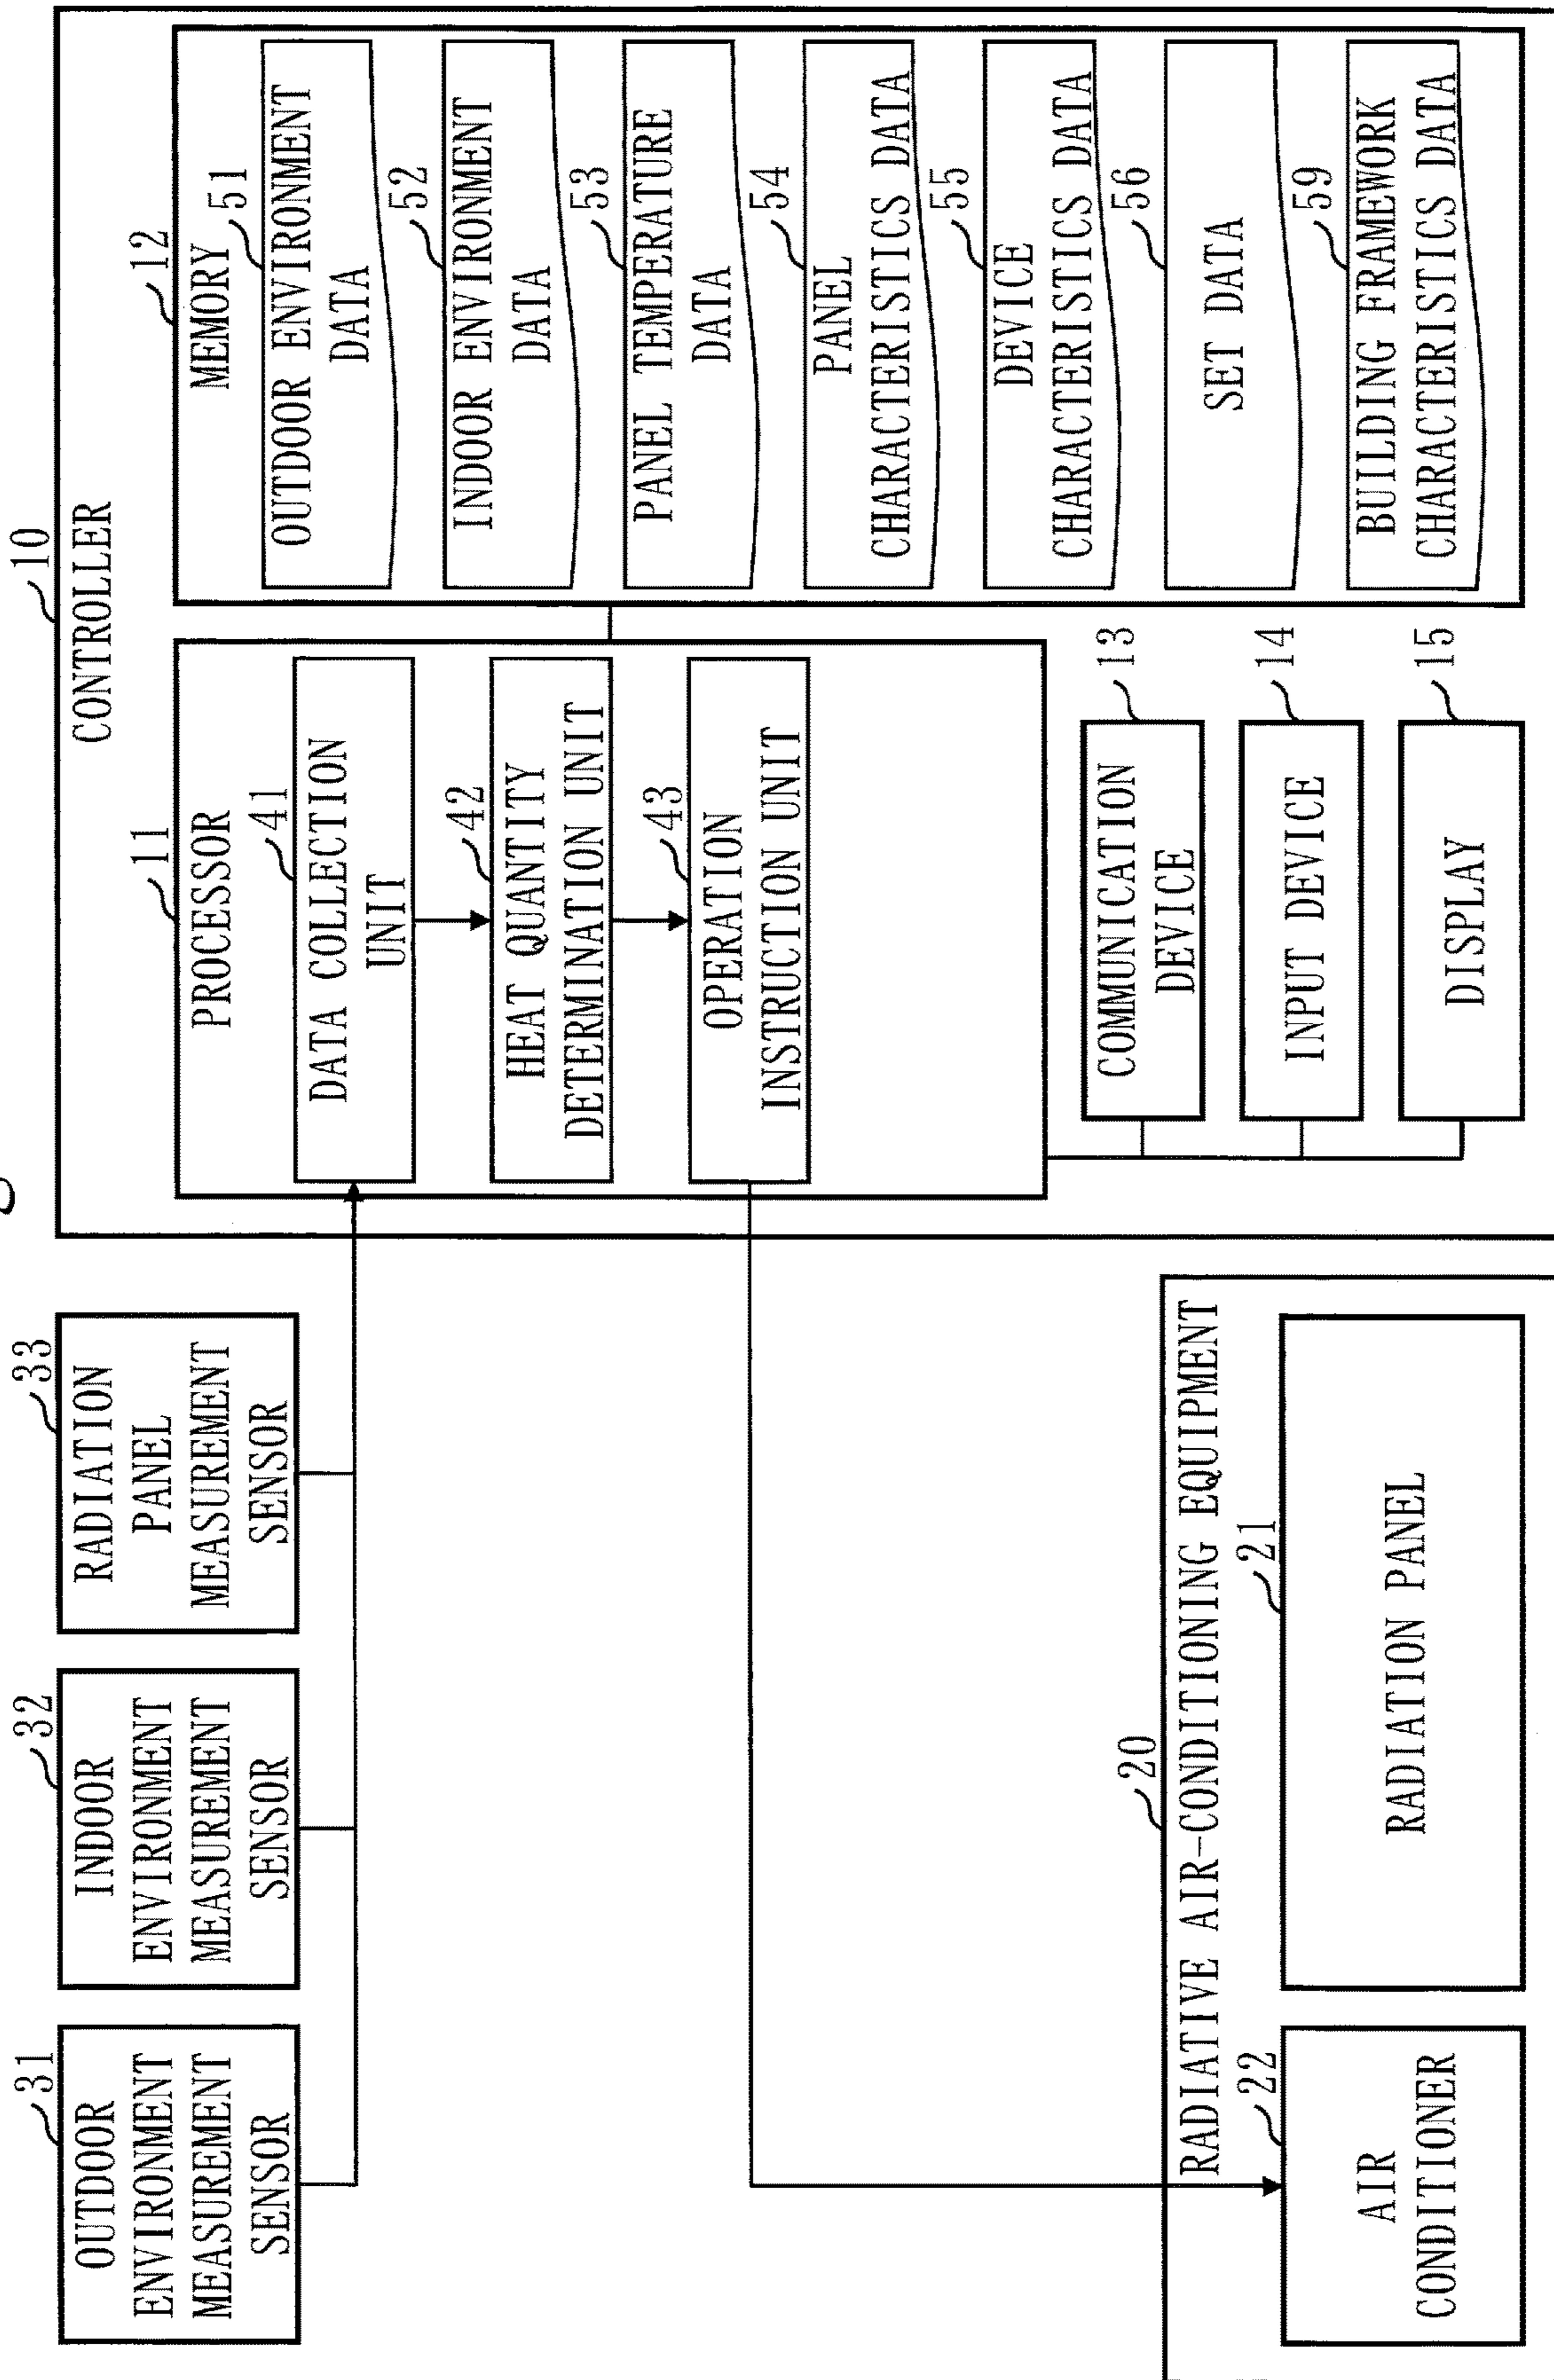 31
OUTDOOR
ENVIRONMENT
MEASUREMENT
SENSOR
32
INDOOR
ENVIRONMENT
MEASUREMENT
SENSOR
33
RADIATION
PANEL
MEASUREMENT
SENSOR
10
CONTROLLER
11
PROCESSOR
41
DATA COLLECTION
UNIT
42
HEAT QUANTITY
DETERMINATION UNIT
43
OPERATION
INSTRUCTION UNIT
12
MEMORY
51
OUTDOOR ENVIRONMENT
DATA
52
INDOOR ENVIRONMENT
DATA
53
PANEL TEMPERATURE
DATA
54
PANEL
CHARACTERISTICS DATA
55
DEVICE
CHARACTERISTICS DATA
56
SET DATA
59
BUILDING FRAMEWORK
CHARACTERISTICS DATA
13
COMMUNICATION
DEVICE
14
INPUT DEVICE
15
DISPLAY
20
RADIATIVE AIR-CONDITIONING EQUIPMENT
22
AIR
CONDITIONER
21
RADIATION PANEL